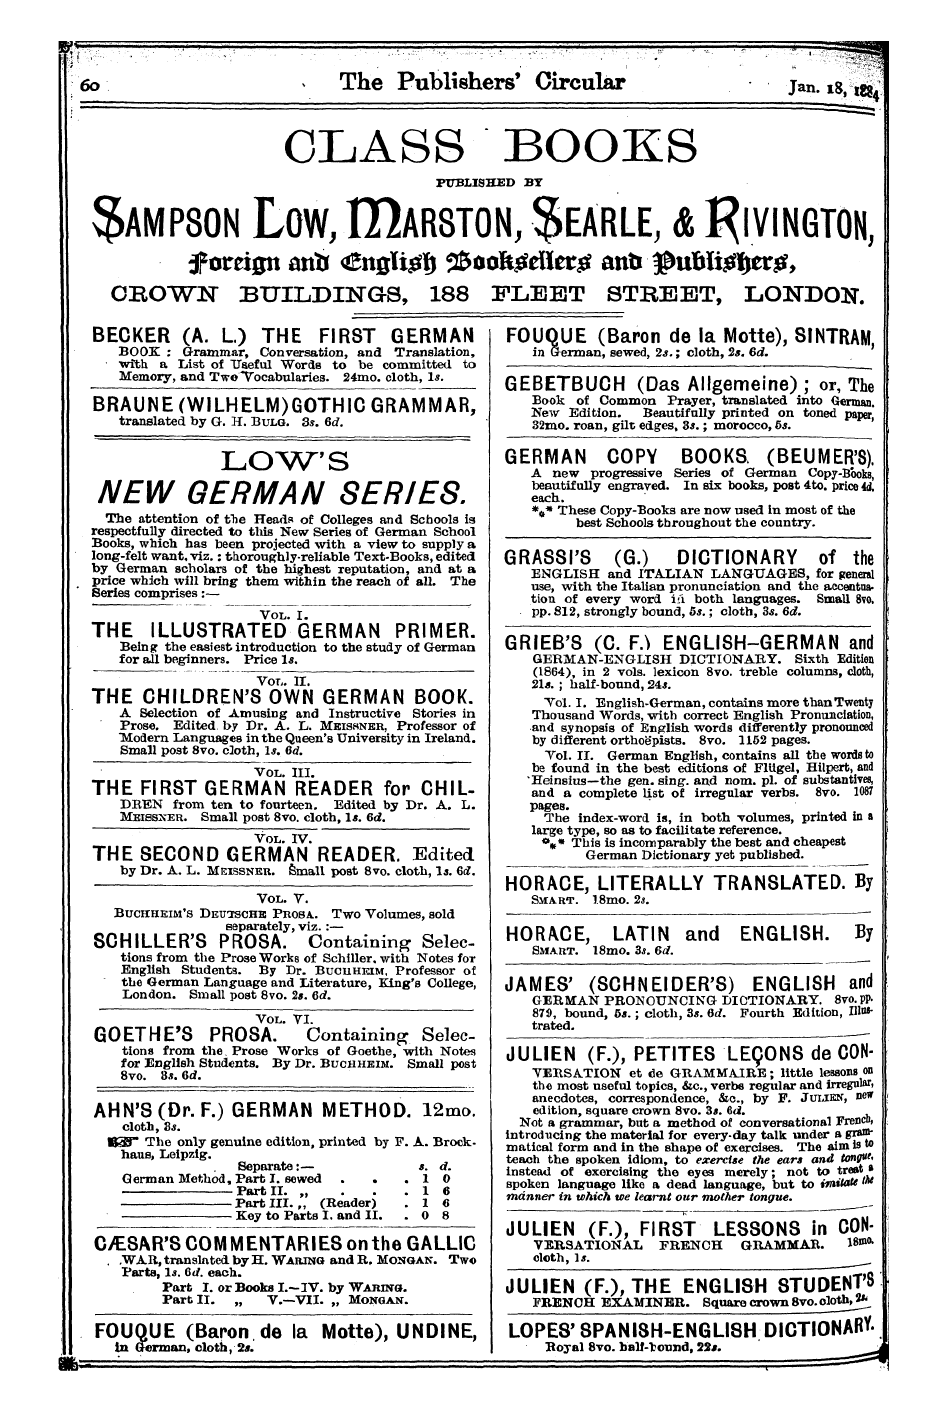 60 The Publishers' Circular Jan. 18, 1884
CLASS BOOKS
PUBLISHED BY
SAMPSON LOW, MARSTON, SEARLE, & RIVINGTON,
Foreign and English Booksellers and Publishers,
CROWN BUILDINGS, 188 FLEET STREET, LONDON.
BECKER (A. L.) THE FIRST GERMAN
BOOK : Grammar, Conversation, and Translation,
with a List of Useful Words to be committed to
Memory, and Two Vocabularies. 24mo. cloth, 1s.
BRAUNE (WILHELM) GOTHIC GRAMMAR,
translated by G. H. BULG. 3s. 6d.
LOW'S
NEW GERMAN SERIES.
The attention of the Heads of Colleges and Schools is
respectfully directed to this New Series of German School
Books, which has been projected with a view to supply a
long-felt want, viz. : thoroughly-reliable Text-Books, edited
by German scholars of the highest reputation, and at a
price which will bring them within the reach of all. The
Series comprises :—
VOL. I.
THE ILLUSTRATED GERMAN PRIMER.
Being the easiest introduction to the study of German
for all beginners. Price 1s.
VOL. II.
THE CHILDREN'S OWN GERMAN BOOK.
A Selection of Amusing and Instructive Stories in
Prose. Edited by Dr. A. L. MEISSNER, Professor of
Modern Languages in the Queen's University in Ireland.
Small post 8vo. cloth, 1s. 6d.
VOL. III.
THE FIRST GERMAN READER for CHIL-
DREN from ten to fourteen. Edited by Dr. A. L.
MEISSNER. Small post 8vo. cloth, 1s. 6d.
VOL. IV.
THE SECOND GERMAN READER. Edited
by Dr. A. L. MEISSNER. Small post 8vo. cloth, 1s. 6d.
VOL. V.
BUCHHEIM'S DEUTSCHE PROSA. Two Volumes, sold
separately, viz. :—
SCHILLER'S PROSA. Containing Selec-
tions from the Prose Works of Schiller, with Notes for
English Students. By Dr. BUCHHEIM, Professor of
the German Language and Literature, King's College,
London. Small post 8vo. 2s. 6d.
VOL. VI.
GOETHE'S PROSA. Containing Selec-
tions from the Prose Works of Goethe, with Notes
for English Students. By Dr. BUCHHEIM. Small post
8vo. 3s. 6d.
AHN'S (Dr. F.) GERMAN METHOD. 12mo.
cloth, 3s.
☞ The only genuine edition, printed by F. A. Brock-
haus, Leipzig.
Separate :— s. d.
German Method, Part I. sewed . . . 1 0
——— Part II. „ . . . 1 6
——— Part III. „ (Reader) . 1 6
——— Key to Parts I. and II. . 0 8
CÆSAR'S COMMENTARIES on the GALLIC
WAR, translated by H. WARING and R. MONGAN. Two
Parts, 1s. 6d. each.
Part I. or Books I.—IV. by WARING.
Part II. „ V.—VII. „ MONGAN.
FOUQUE (Baron de la Motte), UNDINE,
in German, cloth, 2s.
FOUQUE (Baron de la Motte), SINTRAM,
in German, sewed, 2s.; cloth, 2s. 6d.
GEBETBUCH (Das Allgemeine) ; or, The
Book of Common Prayer, translated into German.
New Edition. Beautifully printed on toned paper,
32mo. roan, gilt edges, 3s. ; morocco, 5s.
GERMAN COPY BOOKS. (BEUMER'S).
A new progressive Series of German Copy-Books,
beautifully engraved. In six books, post 4to. price 4d.
each.
*** These Copy-Books are now used in most of the
best Schools throughout the country.
GRASSI'S (G.) DICTIONARY of the
ENGLISH and ITALIAN LANGUAGES, for general
use, with the Italian pronunciation and the accentua-
tion of every word in both languages. Small 8vo.
pp. 812, strongly bound, 5s. ; cloth, 3s. 6d.
GRIEB'S (C. F.) ENGLISH–GERMAN and
GERMAN-ENGLISH DICTIONARY. Sixth Edition
(1864), in 2 vols. lexicon 8vo. treble columns, cloth,
21s. ; half-bound, 24s.
Vol. I. English-German, contains more than Twenty
Thousand Words, with correct English Pronunciation,
and synopsis of English words differently pronounced
by different orthoëpists. 8vo. 1152 pages.
Vol. II. German English, contains all the words to
be found in the best editions of Flügel, Hilpert, and
Heinsius—the gen. sing. and nom. pl. of substantives,
and a complete list of irregular verbs. 8vo. 1087
pages.
The index-word is, in both volumes, printed in a
large type, so as to facilitate reference.
*** This is incomparably the best and cheapest
German Dictionary yet published.
HORACE, LITERALLY TRANSLATED. By
SMART. 18mo. 2s.
HORACE, LATIN and ENGLISH. By
SMART. 18mo. 3s. 6d.
JAMES' (SCHNEIDER'S) ENGLISH and
GERMAN PRONOUNCING DICTIONARY. 8vo. pp.
879, bound, 5s. ; cloth, 3s. 6d. Fourth Edition, Illus-
trated.
JULIEN (F.), PETITES LEÇONS de CON-
VERSATION et de GRAMMAIRE ; little lessons on
the most useful topics, &c., verbs regular and irregular,
anecdotes, correspondence, &c., by F. JULIEN, new
edition, square crown 8vo. 3s. 6d.
Not a grammar, but a method of conversational French,
introducing the material for every-day talk under a gram-
matical form and in the shape of exercises. The aim is to
teach the spoken idiom, to exercise the ears and tongue,
instead of exercising the eyes merely ; not to treat a
spoken language like a dead language, but to imitate the
manner in which we learnt our mother tongue.
JULIEN (F.), FIRST LESSONS in CON-
VERSATIONAL FRENCH GRAMMAR. 18mo.
cloth, 1s.
JULIEN (F.), THE ENGLISH STUDENT'S
FRENCH EXAMINER. Square crown 8vo. cloth, 2s.
LOPES' SPANISH-ENGLISH DICTIONARY.
Royal 8vo. half-bound, 22s.